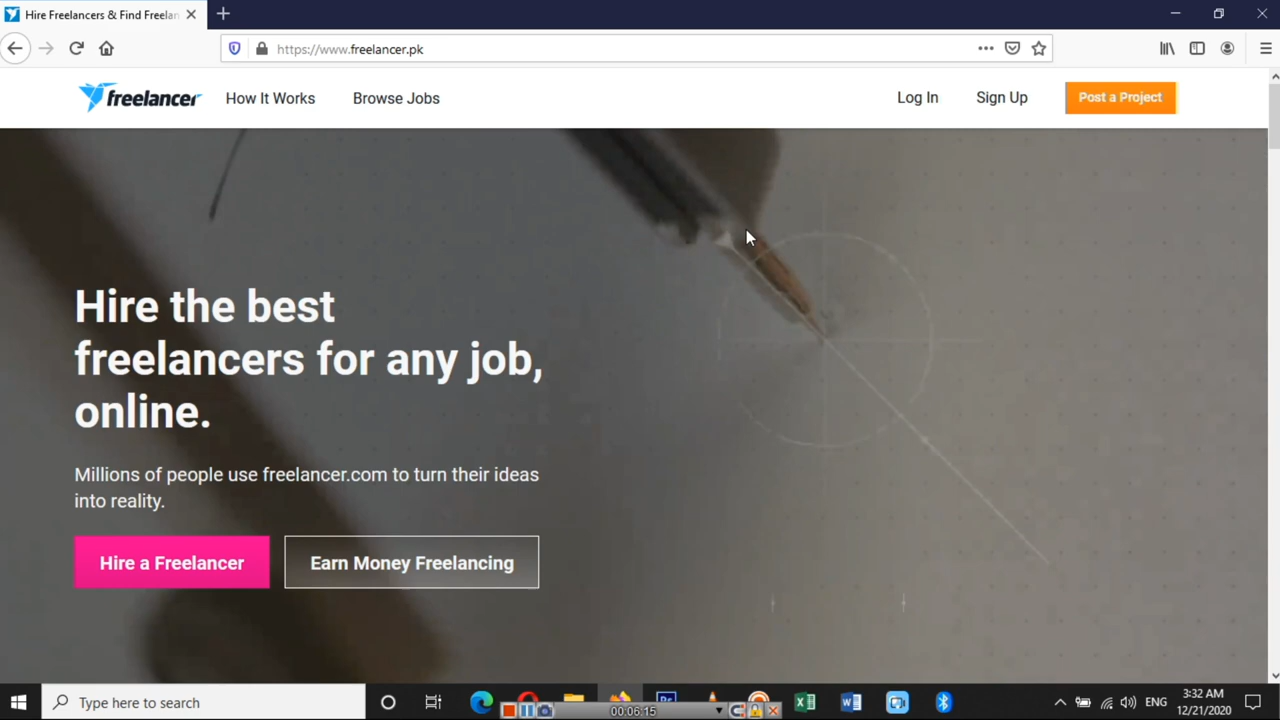 Hire Freelancers & Find Freelan
https://www.freelancer.pk
freelancer
How It Works
Browse Jobs
Log In
Sign Up
Post a Project
Hire the best
freelancers for any job,
online.
Millions of people use freelancer.com to turn their ideas
into reality.
Hire a Freelancer
Earn Money Freelancing
Type here to search
Ps
00:06:15
ENG
3:32 AM
12/21/2020